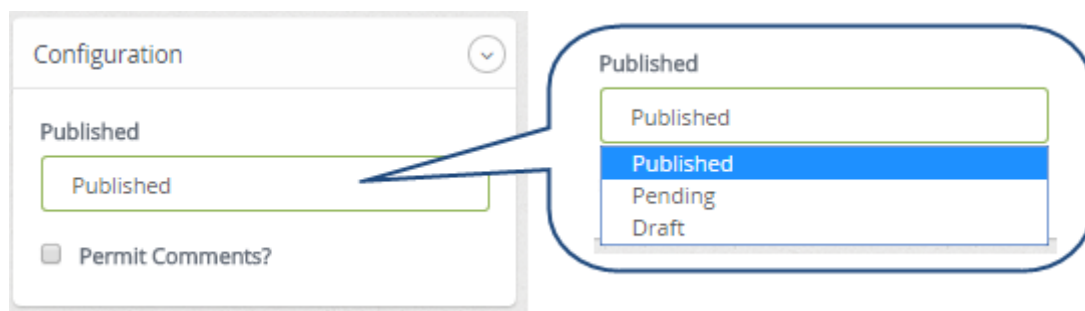 Configuration
Published
Published
Permit Comments?
Published
Published
Published
Pending
Draft